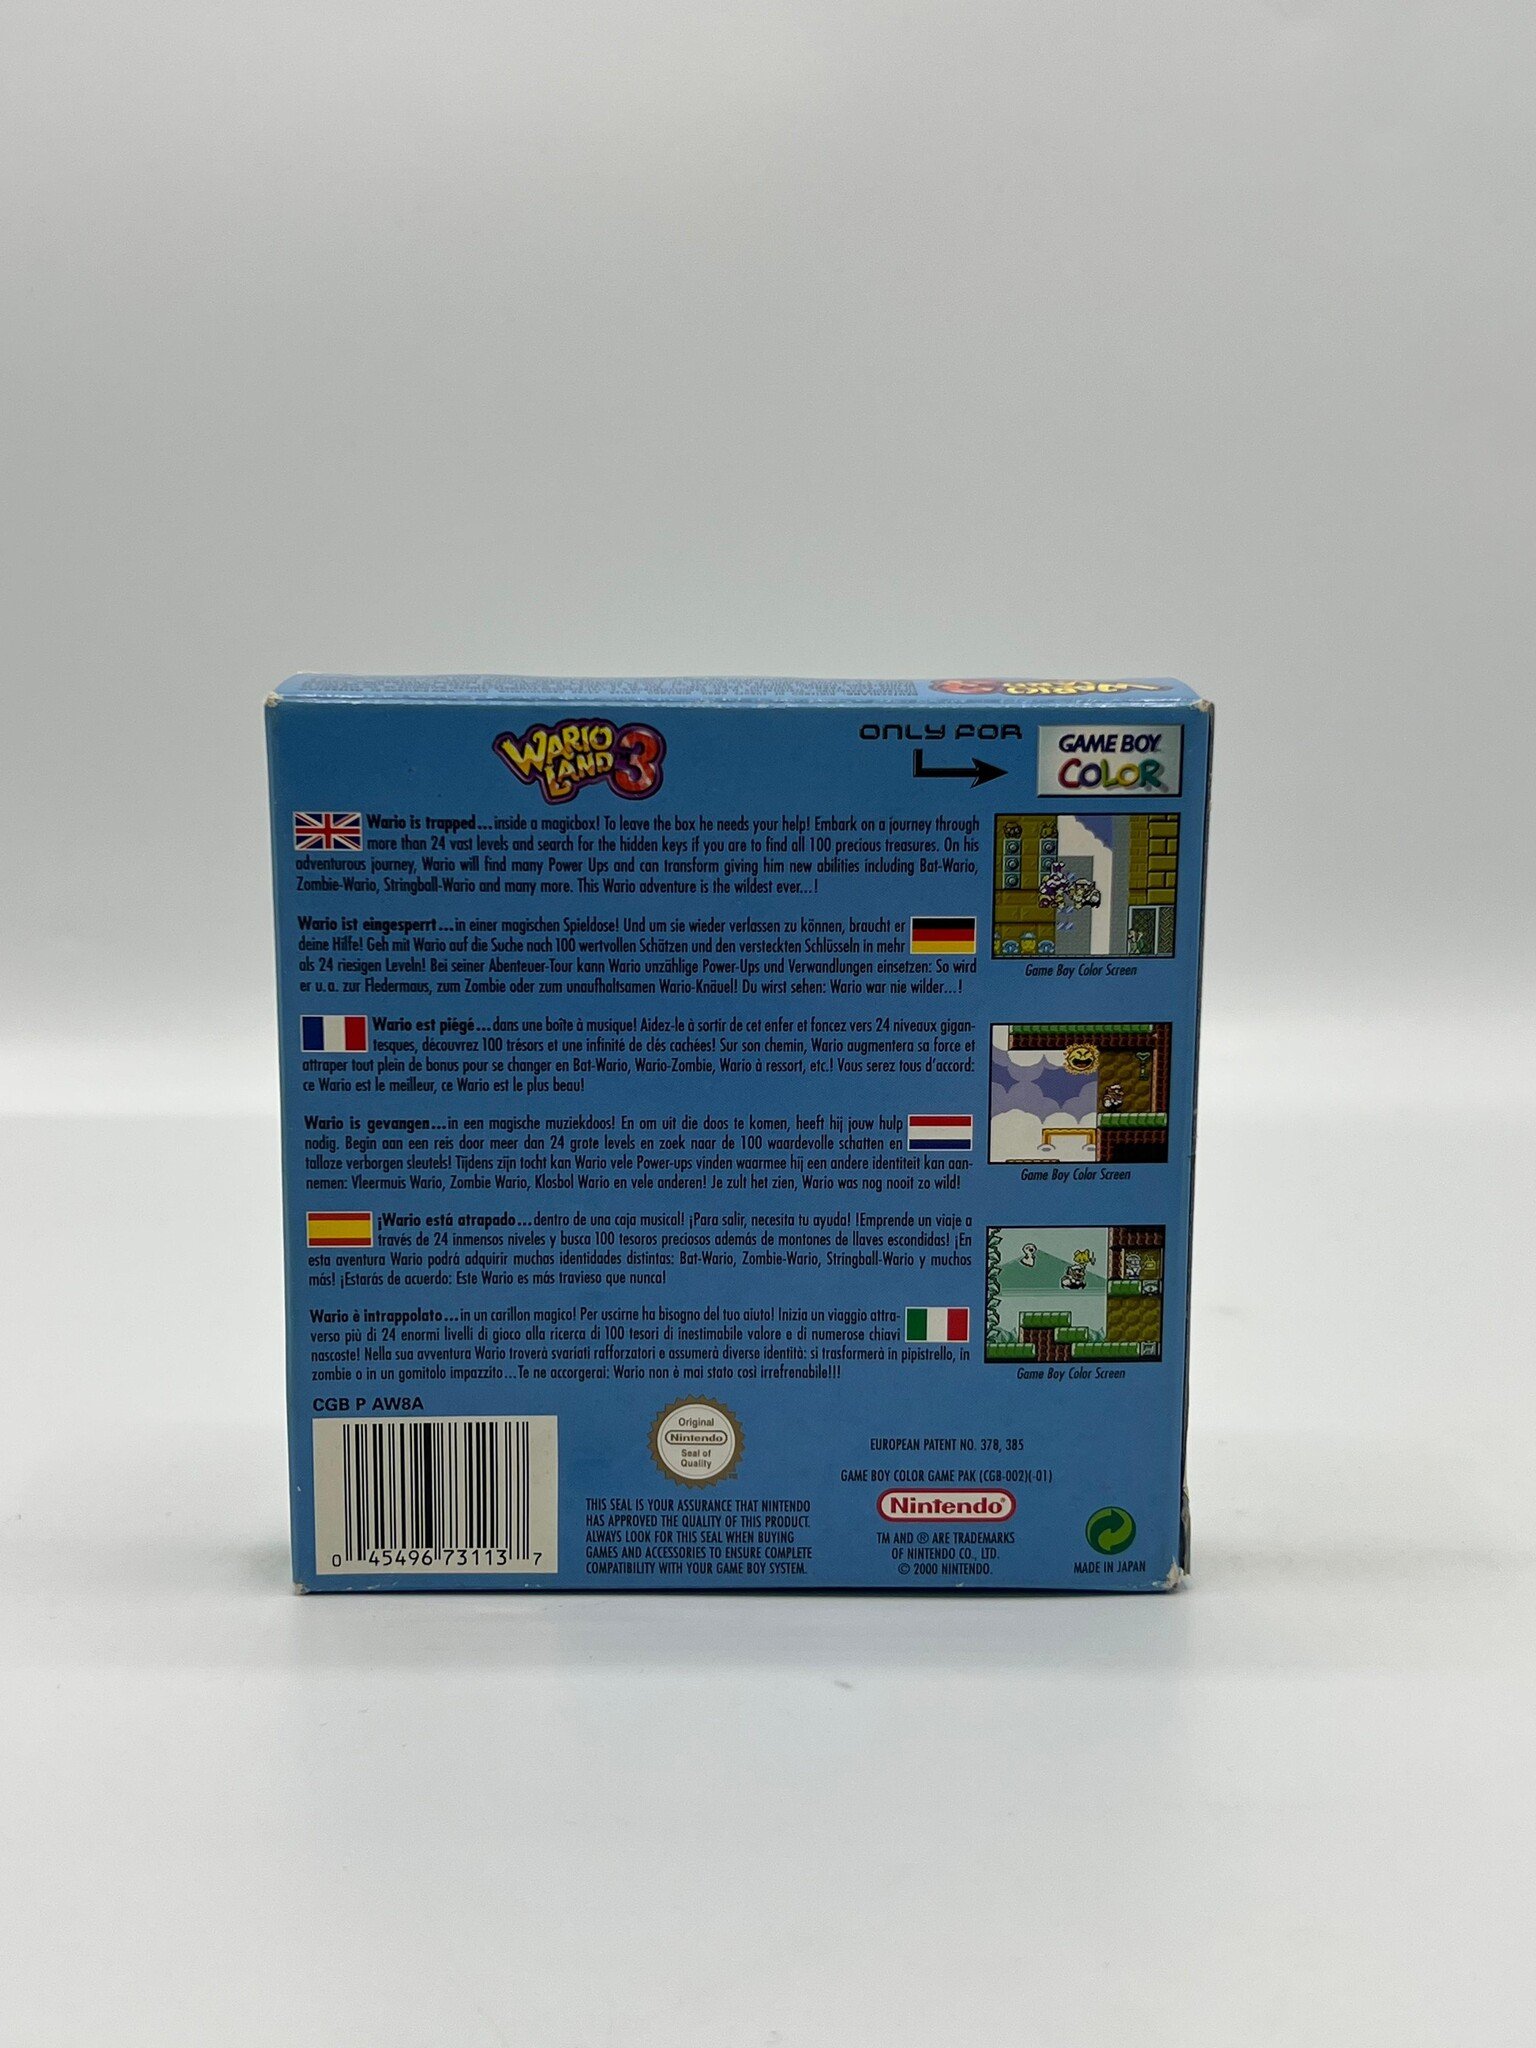 WARIO
LAND 3
ONLY FOR
GAME BOY
COLOR
Wario is trapped...inside a magicbox! To leave the box he needs your help! Embark on a journey through
more than 24 vast levels and search for the hidden keys if you are to find all 100 precious treasures. On his
adventurous journey, Wario will find many Power Ups and can transform giving him new abilities including Bat-Wario,
Zombie-Wario, Stringball-Wario and many more. This Wario adventure is the wildest ever...!
Wario ist eingesperrt...in einer magischen Spieldose! Und um sie wieder verlassen zu können, braucht er
deine Hilfe! Geh mit Wario auf die Suche nach 100 wertvollen Schätzen und den versteckten Schlüsseln in mehr
als 24 riesigen Leveln! Bei seiner Abenteuer-Tour kann Wario unzählige Power-Ups und Verwandlungen einsetzen: So wird
er u.a. zur Fledermaus, zum Zombie oder zum unaufhaltsamen Wario-Knäuel! Du wirst sehen: Wario war nie wilder...!
Wario est piégé...dans une boîte à musique! Aidez-le à sortir de cet enfer et foncez vers 24 niveaux gigan-
tesques, découvrez 100 trésors et une infinité de clés cachées! Sur son chemin, Wario augmentera sa force et
attraper tout plein de bonus pour se changer en Bat-Wario, Wario-Zombie, Wario à ressort, etc.! Vous serez tous d'accord:
ce Wario est le meilleur, ce Wario est le plus beau!
Wario is gevangen...in een magische muziekdoos! En om uit die doos te komen, heeft hij jouw hulp
nodig. Begin aan een reis door meer dan 24 grote levels en zoek naar de 100 waardevolle schatten en
talloze verborgen sleutels! Tijdens zijn tocht kan Wario vele Power-ups vinden waarmee hij een andere identiteit kan aan-
nemen: Vleermuis Wario, Zombie Wario, Klosbol Wario en vele anderen! Je zult het zien, Wario was nog nooit zo wild!
¡Wario está atrapado...dentro de una caja musical! ¡Para salir, necesita tu ayuda! !Emprende un viaje a
través de 24 inmensos niveles y busca 100 tesoros preciosos además de montones de llaves escondidas! ¡En
esta aventura Wario podrá adquirir muchas identidades distintas: Bat-Wario, Zombie-Wario, Stringball-Wario y muchos
más! ¡Estarás de acuerdo: Este Wario es más travieso que nunca!
Wario è intrappolato...in un carillon magico! Per uscirne ha bisogno del tuo aiuto! Inizia un viaggio attra-
verso più di 24 enormi livelli di gioco alla ricerca di 100 tesori di inestimabile valore e di numerose chiavi
nascoste! Nella sua avventura Wario troverà svariati rafforzatori e assumerà diverse identità: si trasformerà in pipistrello, in
zombie o in un gomitolo impazzito...Te ne accorgerai: Wario non è mai stato così irrefrenabile!!!
Game Boy Color Screen
Game Boy Color Screen
Game Boy Color Screen
CGB P AW8A
0 45496 73113 7
Original
Nintendo
Seal of
Quality
THIS SEAL IS YOUR ASSURANCE THAT NINTENDO
HAS APPROVED THE QUALITY OF THIS PRODUCT.
ALWAYS LOOK FOR THIS SEAL WHEN BUYING
GAMES AND ACCESSORIES TO ENSURE COMPLETE
COMPATIBILITY WITH YOUR GAME BOY SYSTEM.
EUROPEAN PATENT NO. 378, 385
GAME BOY COLOR GAME PAK (CGB-002)(-01)
Nintendo®
TM AND ® ARE TRADEMARKS
OF NINTENDO CO., LTD.
© 2000 NINTENDO.
MADE IN JAPAN